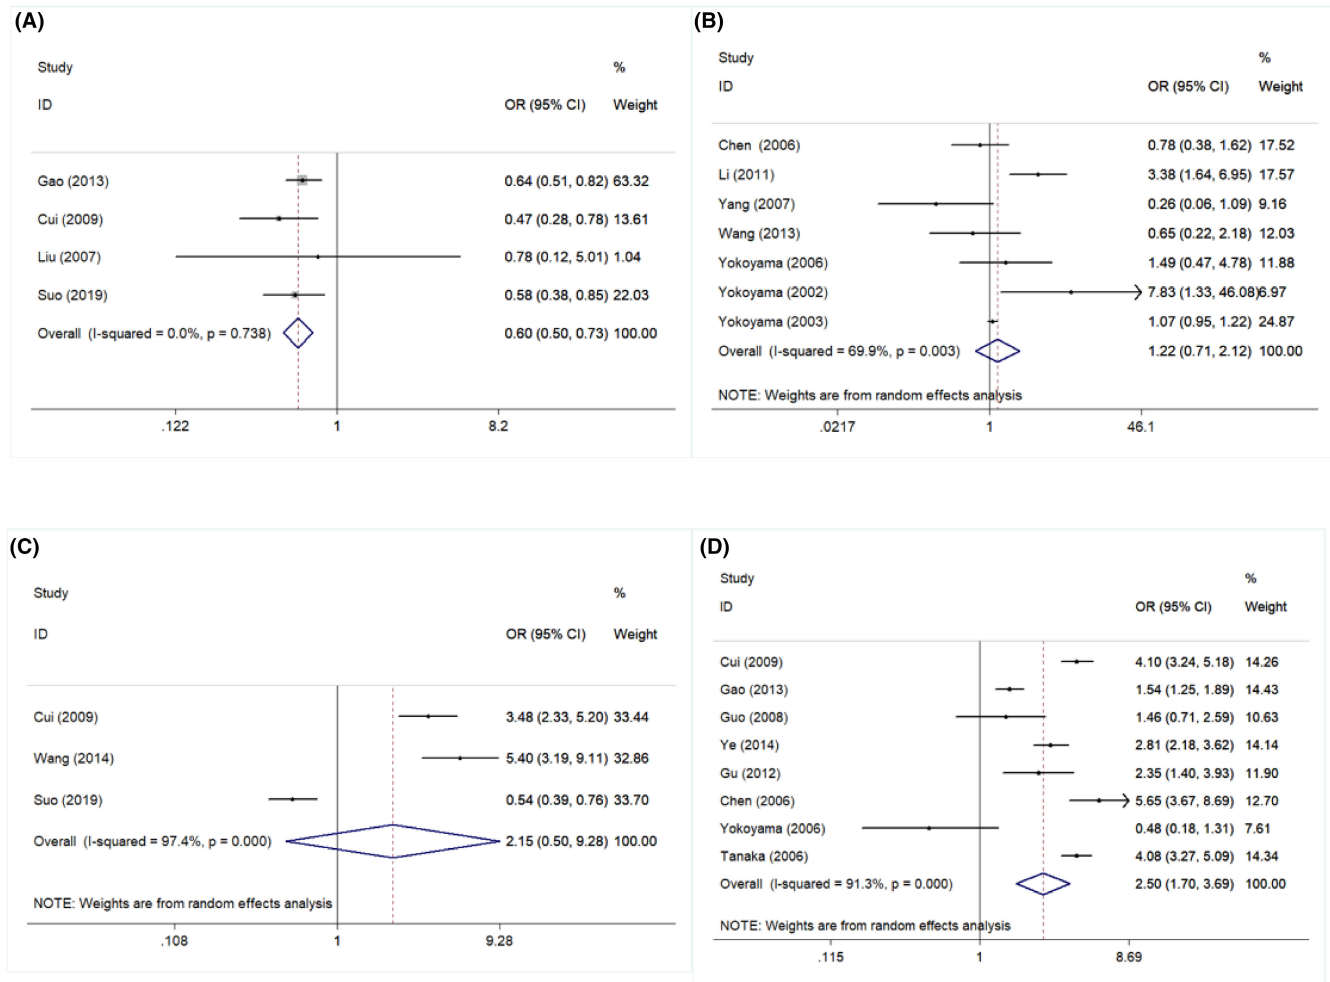 (A)
Study %
ID OR (95% CI) Weight
Gao (2013) 0.64 (0.51, 0.82) 63.32
Cui (2009) 0.47 (0.28, 0.78) 13.61
Liu (2007) 0.78 (0.12, 5.01) 1.04
Suo (2019) 0.58 (0.38, 0.85) 22.03
Overall (I-squared = 0.0%, p = 0.738) 0.60 (0.50, 0.73) 100.00
.122 1 8.2
(B)
Study %
ID OR (95% CI) Weight
Chen (2006) 0.78 (0.38, 1.62) 17.52
Li (2011) 3.38 (1.64, 6.95) 17.57
Yang (2007) 0.26 (0.06, 1.09) 9.16
Wang (2013) 0.65 (0.22, 2.18) 12.03
Yokoyama (2006) 1.49 (0.47, 4.78) 11.88
Yokoyama (2002) 7.83 (1.33, 46.08) 6.97
Yokoyama (2003) 1.07 (0.95, 1.22) 24.87
Overall (I-squared = 69.9%, p = 0.003) 1.22 (0.71, 2.12) 100.00
NOTE: Weights are from random effects analysis
.0217 1 46.1
(C)
Study %
ID OR (95% CI) Weight
Cui (2009) 3.48 (2.33, 5.20) 33.44
Wang (2014) 5.40 (3.19, 9.11) 32.86
Suo (2019) 0.54 (0.39, 0.76) 33.70
Overall (I-squared = 97.4%, p = 0.000) 2.15 (0.50, 9.28) 100.00
NOTE: Weights are from random effects analysis
.108 1 9.28
(D)
Study %
ID OR (95% CI) Weight
Cui (2009) 4.10 (3.24, 5.18) 14.26
Gao (2013) 1.54 (1.25, 1.89) 14.43
Guo (2008) 1.46 (0.71, 2.59) 10.63
Ye (2014) 2.81 (2.18, 3.62) 14.14
Gu (2012) 2.35 (1.40, 3.93) 11.90
Chen (2006) 5.65 (3.67, 8.69) 12.70
Yokoyama (2006) 0.48 (0.18, 1.31) 7.61
Tanaka (2006) 4.08 (3.27, 5.09) 14.34
Overall (I-squared = 91.3%, p = 0.000) 2.50 (1.70, 3.69) 100.00
NOTE: Weights are from random effects analysis
.115 1 8.69